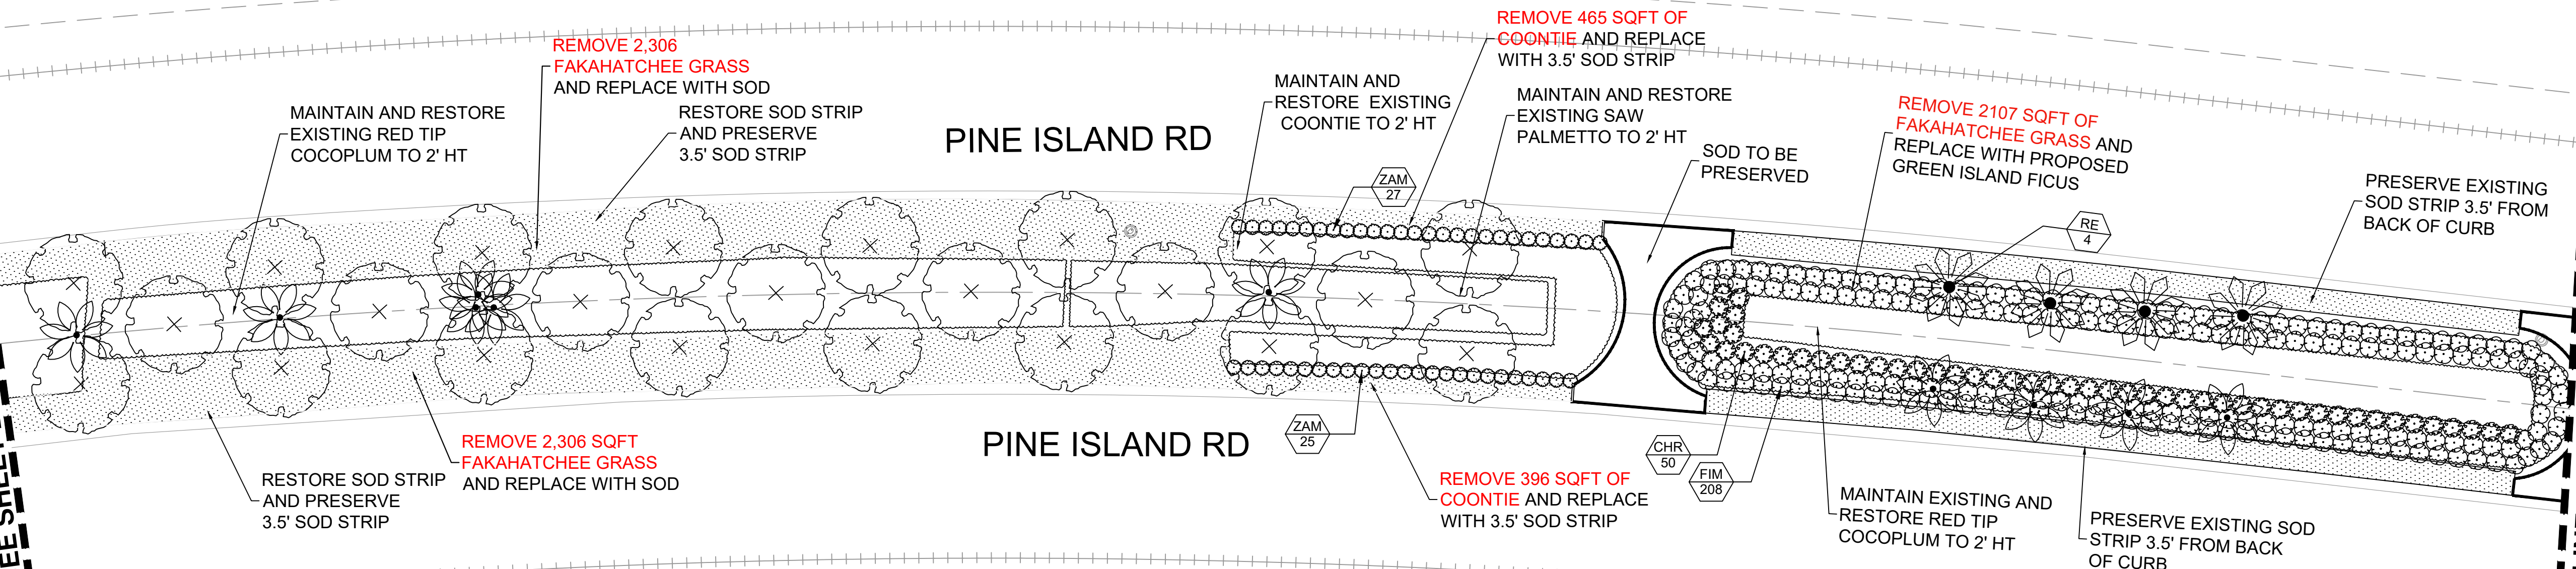 REMOVE 465 SQFT OF
COONTIE AND REPLACE
WITH 3.5' SOD STRIP
REMOVE 2,306
FAKAHATCHEE GRASS
AND REPLACE WITH SOD
MAINTAIN AND RESTORE
EXISTING RED TIP
COCOPLUM TO 2' HT
RESTORE SOD STRIP
AND PRESERVE
3.5' SOD STRIP
PINE ISLAND RD
MAINTAIN AND
RESTORE EXISTING
COONTIE TO 2' HT
MAINTAIN AND RESTORE
EXISTING SAW
PALMETTO TO 2' HT
ZAM
27
SOD TO BE
PRESERVED
REMOVE 2107 SQFT OF
FAKAHATCHEE GRASS AND
REPLACE WITH PROPOSED
GREEN ISLAND FICUS
RE
4
PRESERVE EXISTING
SOD STRIP 3.5' FROM
BACK OF CURB
RESTORE SOD STRIP
AND PRESERVE
3.5' SOD STRIP
REMOVE 2,306 SQFT
FAKAHATCHEE GRASS
AND REPLACE WITH SOD
PINE ISLAND RD
ZAM
25
REMOVE 396 SQFT OF
COONTIE AND REPLACE
WITH 3.5' SOD STRIP
CHR
50
FIM
208
MAINTAIN EXISTING AND
RESTORE RED TIP
COCOPLUM TO 2' HT
PRESERVE EXISTING SOD
STRIP 3.5' FROM BACK
OF CURB